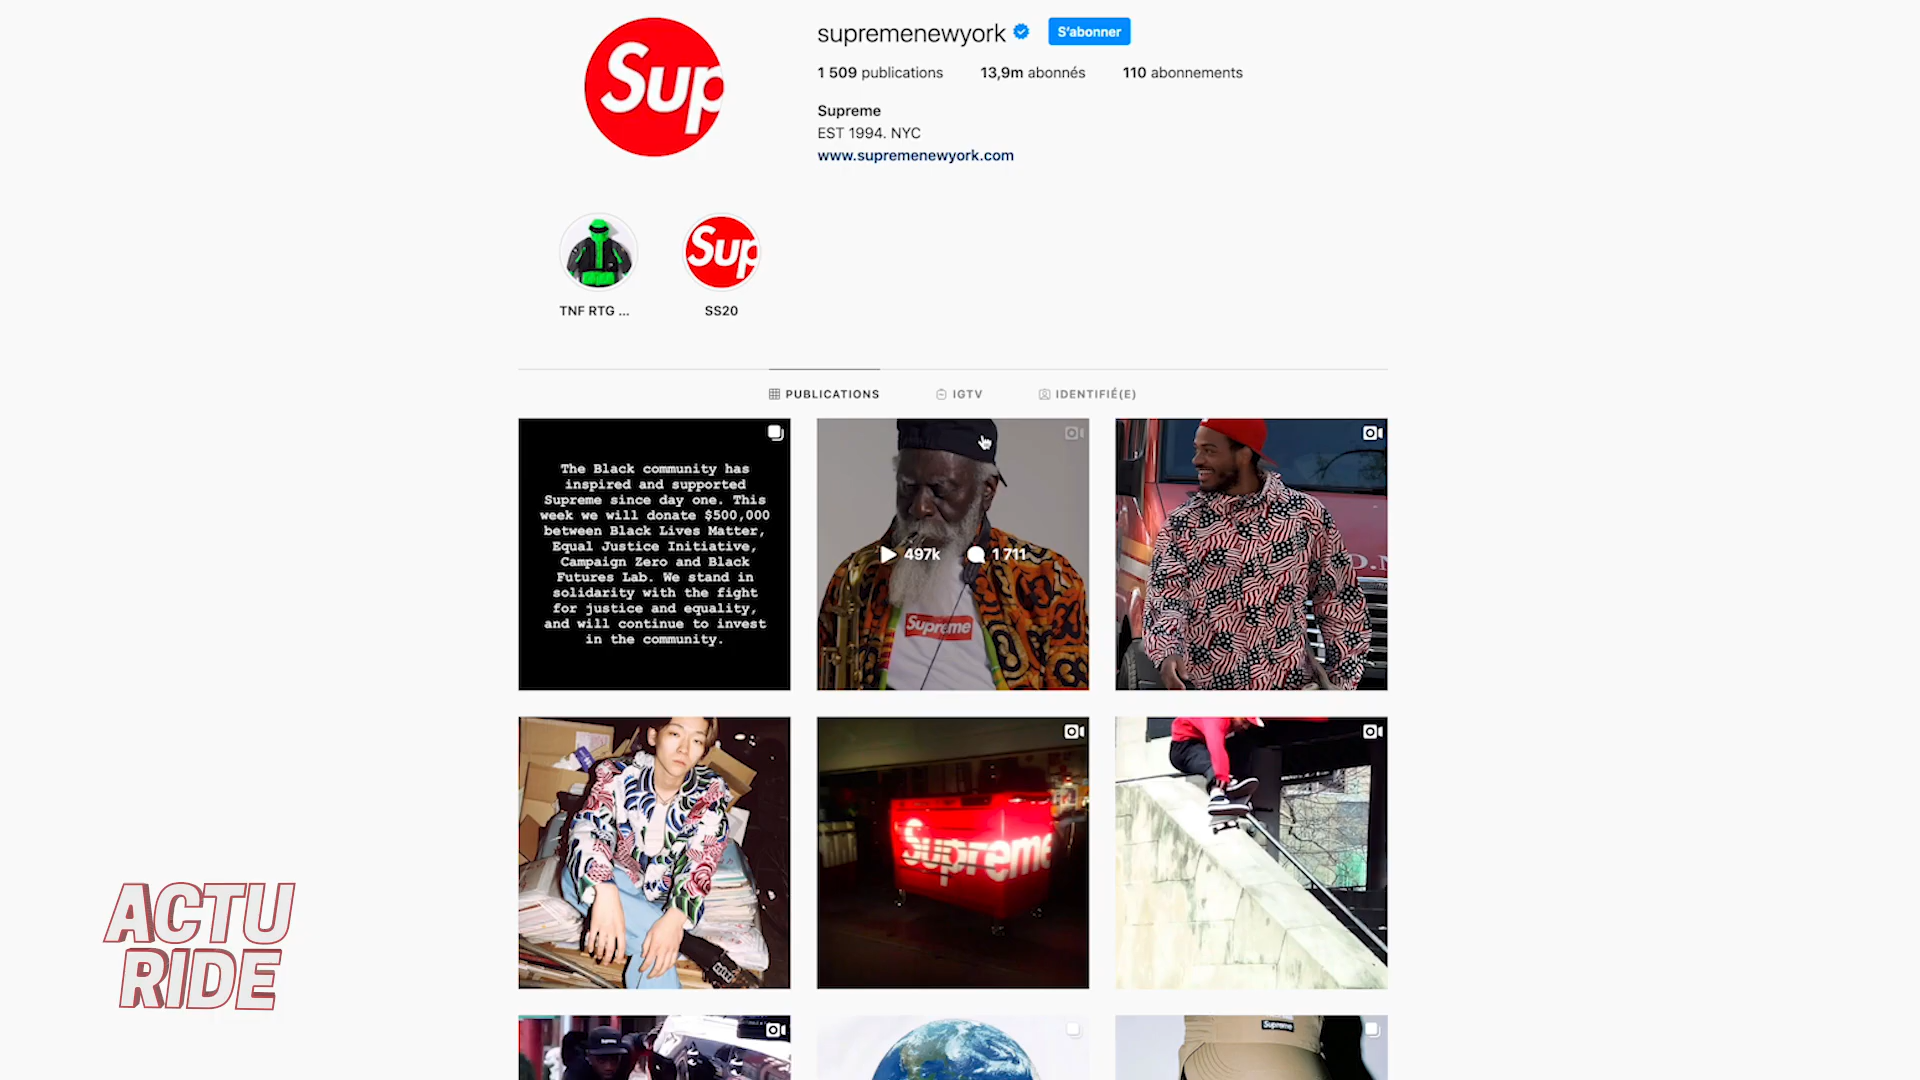 Sup
supremenewyork
S'abonner
1 509 publications
13,9m abonnés
110 abonnements
Supreme
EST 1994. NYC
www.supremenewyork.com
Sup
TNF RTG ...
SS20
PUBLICATIONS
IGTV
IDENTIFIÉ(E)
The Black community has
inspired and supported
Supreme since day one. This
week we will donate $500,000
between Black Lives Matter,
Equal Justice Initiative,
Campaign Zero and Black
Futures Lab. We stand in
solidarity with the fight
for justice and equality,
and will continue to invest
in the community.
497k
1 711
Supreme
Supreme
Supreme
ACTU
RIDE